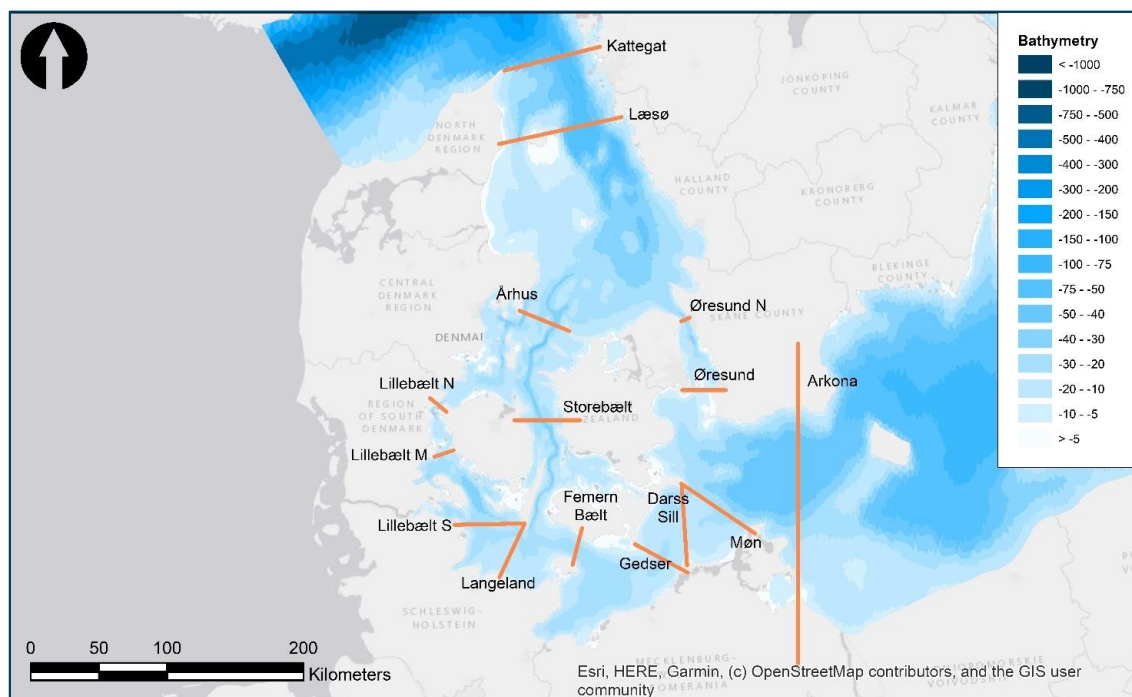 Kattegat
Læsø
Århus
Øresund N
Øresund
Arkona
Lillebælt N
Storebælt
Lillebælt M
Lillebælt S
Femern
Bælt
Darss
Sill
Møn
Gedser
Langeland
NORTH
DENMARK
REGION
JÖNKÖPING
COUNTY
KALMAR
COUNTY
HALLAND
COUNTY
KRONOBERG
COUNTY
BLEKINGE
COUNTY
SKÅNE COUNTY
CENTRAL
DENMARK
REGION
DENMAI
REGION
OF SOUTH
DENMARK
ZEALAND
SCHLESWIG-
HOLSTEIN
MECKLENBURG-
POMERANIA
Bathymetry
< -1000
-1000 - -750
-750 - -500
-500 - -400
-400 - -300
-300 - -200
-200 - -150
-150 - -100
-100 - -75
-75 - -50
-50 - -40
-40 - -30
-30 - -20
-20 - -10
-10 - -5
> -5
0 50 100 200
Kilometers
Esri, HERE, Garmin, (c) OpenStreetMap contributors, and the GIS user
community